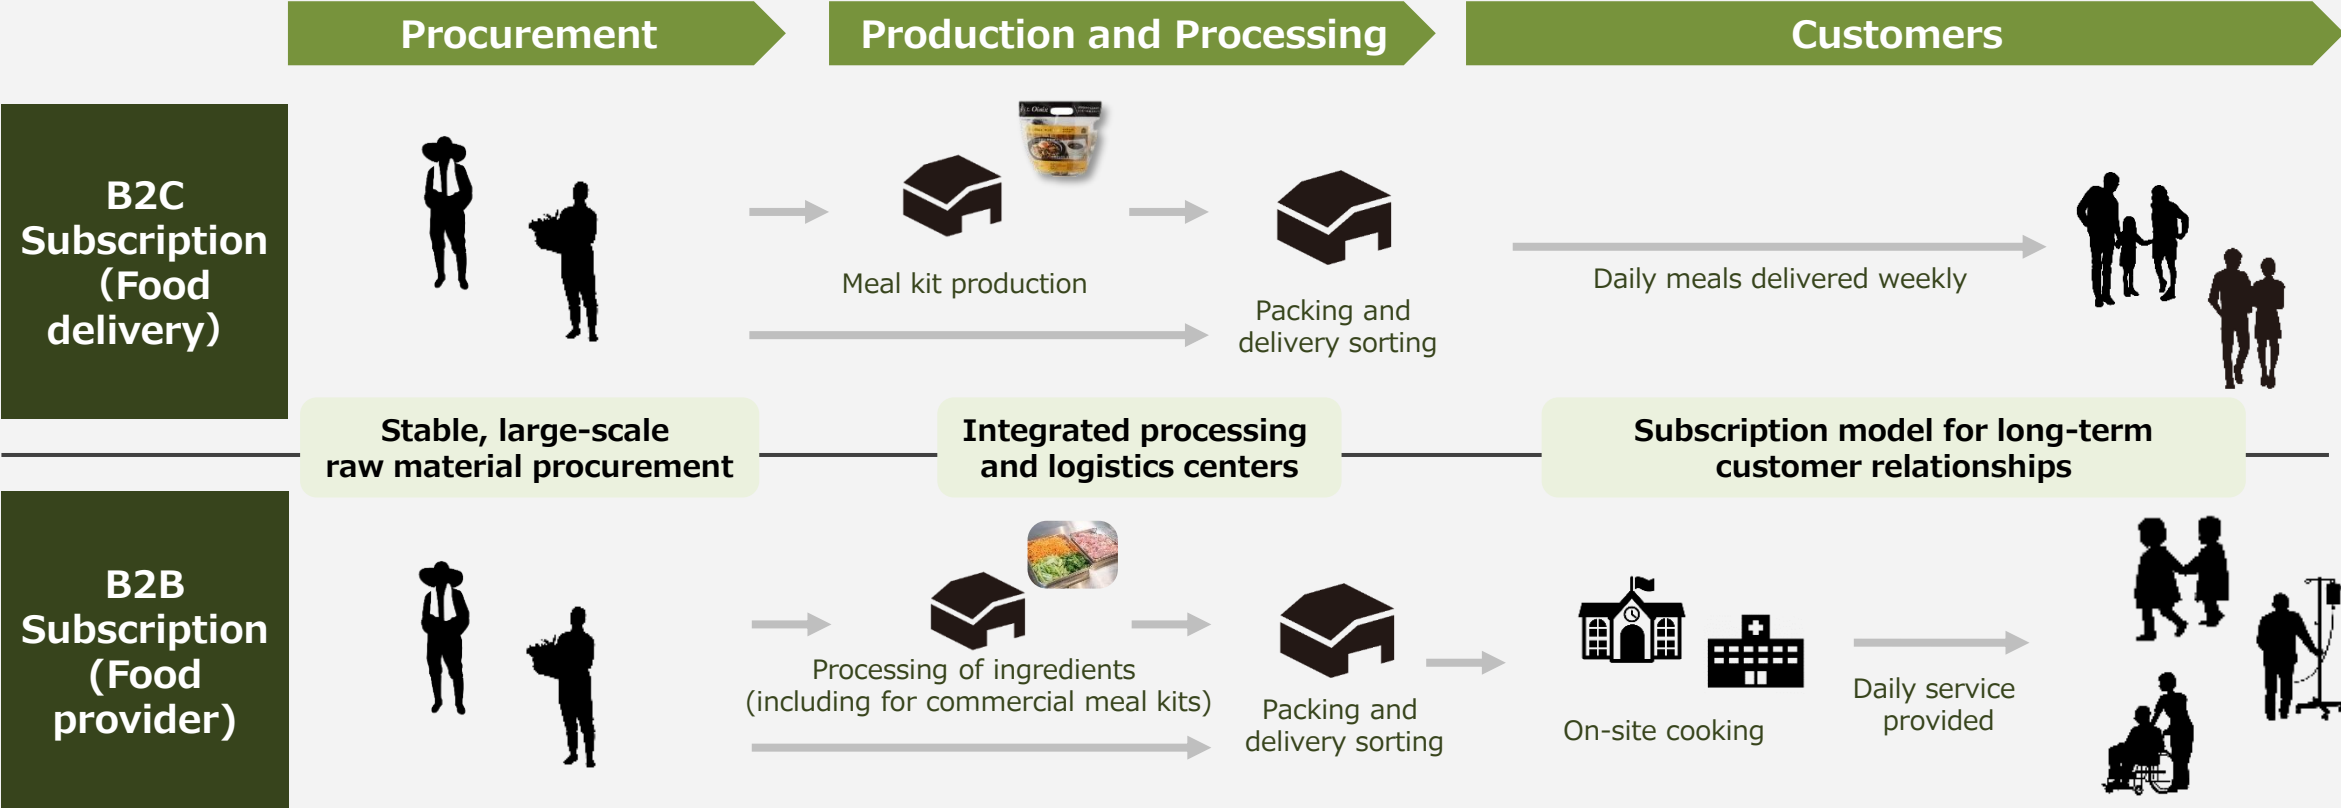 Procurement
Production and Processing
Customers
B2C
Subscription
(Food
delivery)
Oisix
Meal kit production
Packing and
delivery sorting
Daily meals delivered weekly
Stable, large-scale
raw material procurement
Integrated processing
and logistics centers
Subscription model for long-term
customer relationships
B2B
Subscription
(Food
provider)
Processing of ingredients
(including for commercial meal kits)
Packing and
delivery sorting
On-site cooking
Daily service
provided